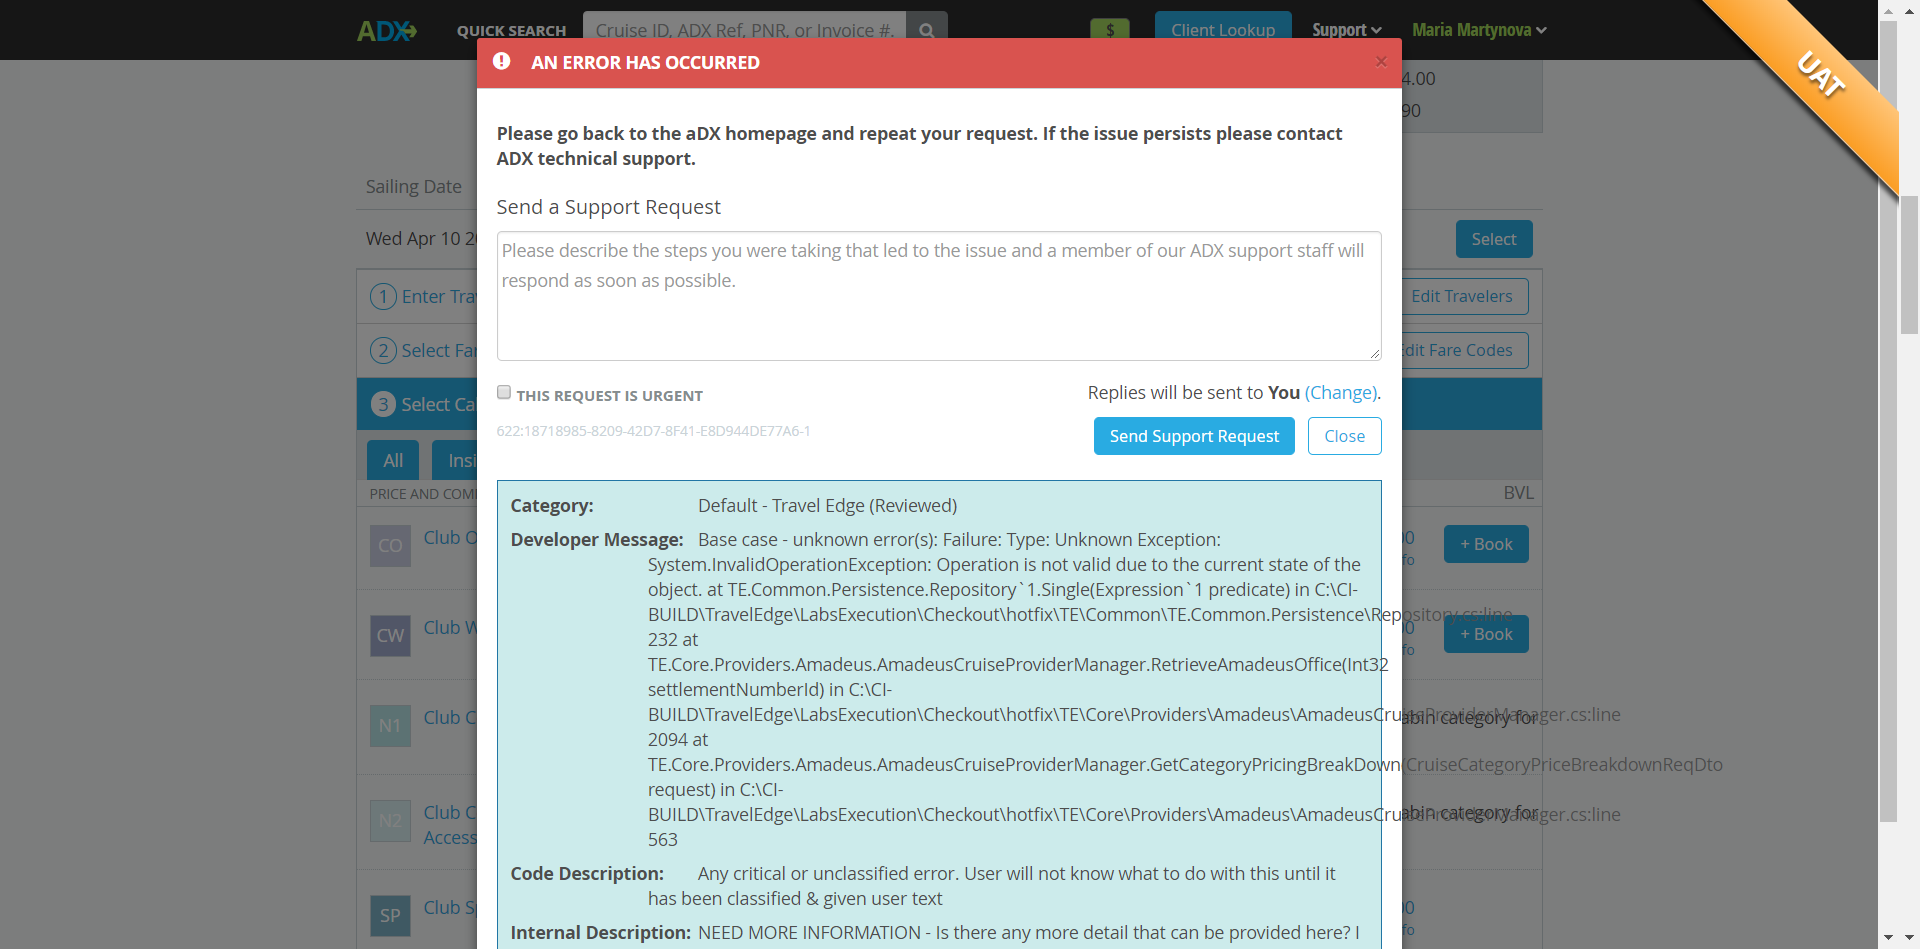 ADX
QUICK SEARCH
Cruise ID, ADX Ref, PNR, or Invoice #.
$
Client Lookup
Support
Maria Martynova
UAT
AN ERROR HAS OCCURRED
×
4.00
90
Please go back to the aDX homepage and repeat your request. If the issue persists please contact
ADX technical support.
Sailing Date
Send a Support Request
Wed Apr 10 2
Select
Please describe the steps you were taking that led to the issue and a member of our ADX support staff will
respond as soon as possible.
1 Enter Tra
Edit Travelers
2 Select Fa
Edit Fare Codes
3 Select Ca
THIS REQUEST IS URGENT
Replies will be sent to You (Change).
622:18718985-8209-42D7-8F41-E8D944DE77A6-1
Send Support Request
Close
All
Insi
PRICE AND COM
BVL
Category: Default - Travel Edge (Reviewed)
Developer Message: Base case - unknown error(s): Failure: Type: Unknown Exception:
System.InvalidOperationException: Operation is not valid due to the current state of the
object. at TE.Common.Persistence.Repository`1.Single(Expression`1 predicate) in C:\CI-
BUILD\TravelEdge\LabsExecution\Checkout\hotfix\TE\Common\TE.Common.Persistence\Repository.cs:line
232 at
TE.Core.Providers.Amadeus.AmadeusCruiseProviderManager.RetrieveAmadeusOffice(Int32
settlementNumberId) in C:\CI-
BUILD\TravelEdge\LabsExecution\Checkout\hotfix\TE\Core\Providers\Amadeus\AmadeusCruiseProviderManager.cs:line
2094 at
TE.Core.Providers.Amadeus.AmadeusCruiseProviderManager.GetCategoryPricingBreakDown(CruiseCategoryPriceBreakdownReqDto
request) in C:\CI-
BUILD\TravelEdge\LabsExecution\Checkout\hotfix\TE\Core\Providers\Amadeus\AmadeusCruiseProviderManager.cs:line
563
Code Description: Any critical or unclassified error. User will not know what to do with this until it
has been classified & given user text
Internal Description: NEED MORE INFORMATION - Is there any more detail that can be provided here? I
CO
Club O
00
fo
+ Book
CW
Club W
00
fo
+ Book
N1
Club C
abin category for
N2
Club C
Access
abin category for
SP
Club S
00
fo